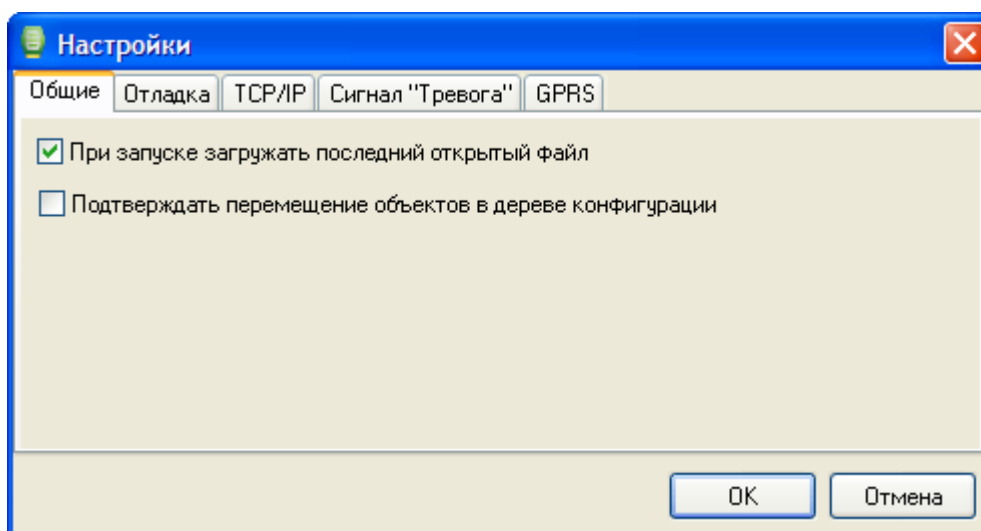 Настройки
Общие Отладка TCP/IP Сигнал "Тревога" GPRS
При запуске загружать последний открытый файл
Подтверждать перемещение объектов в дереве конфигурации
OK Отмена